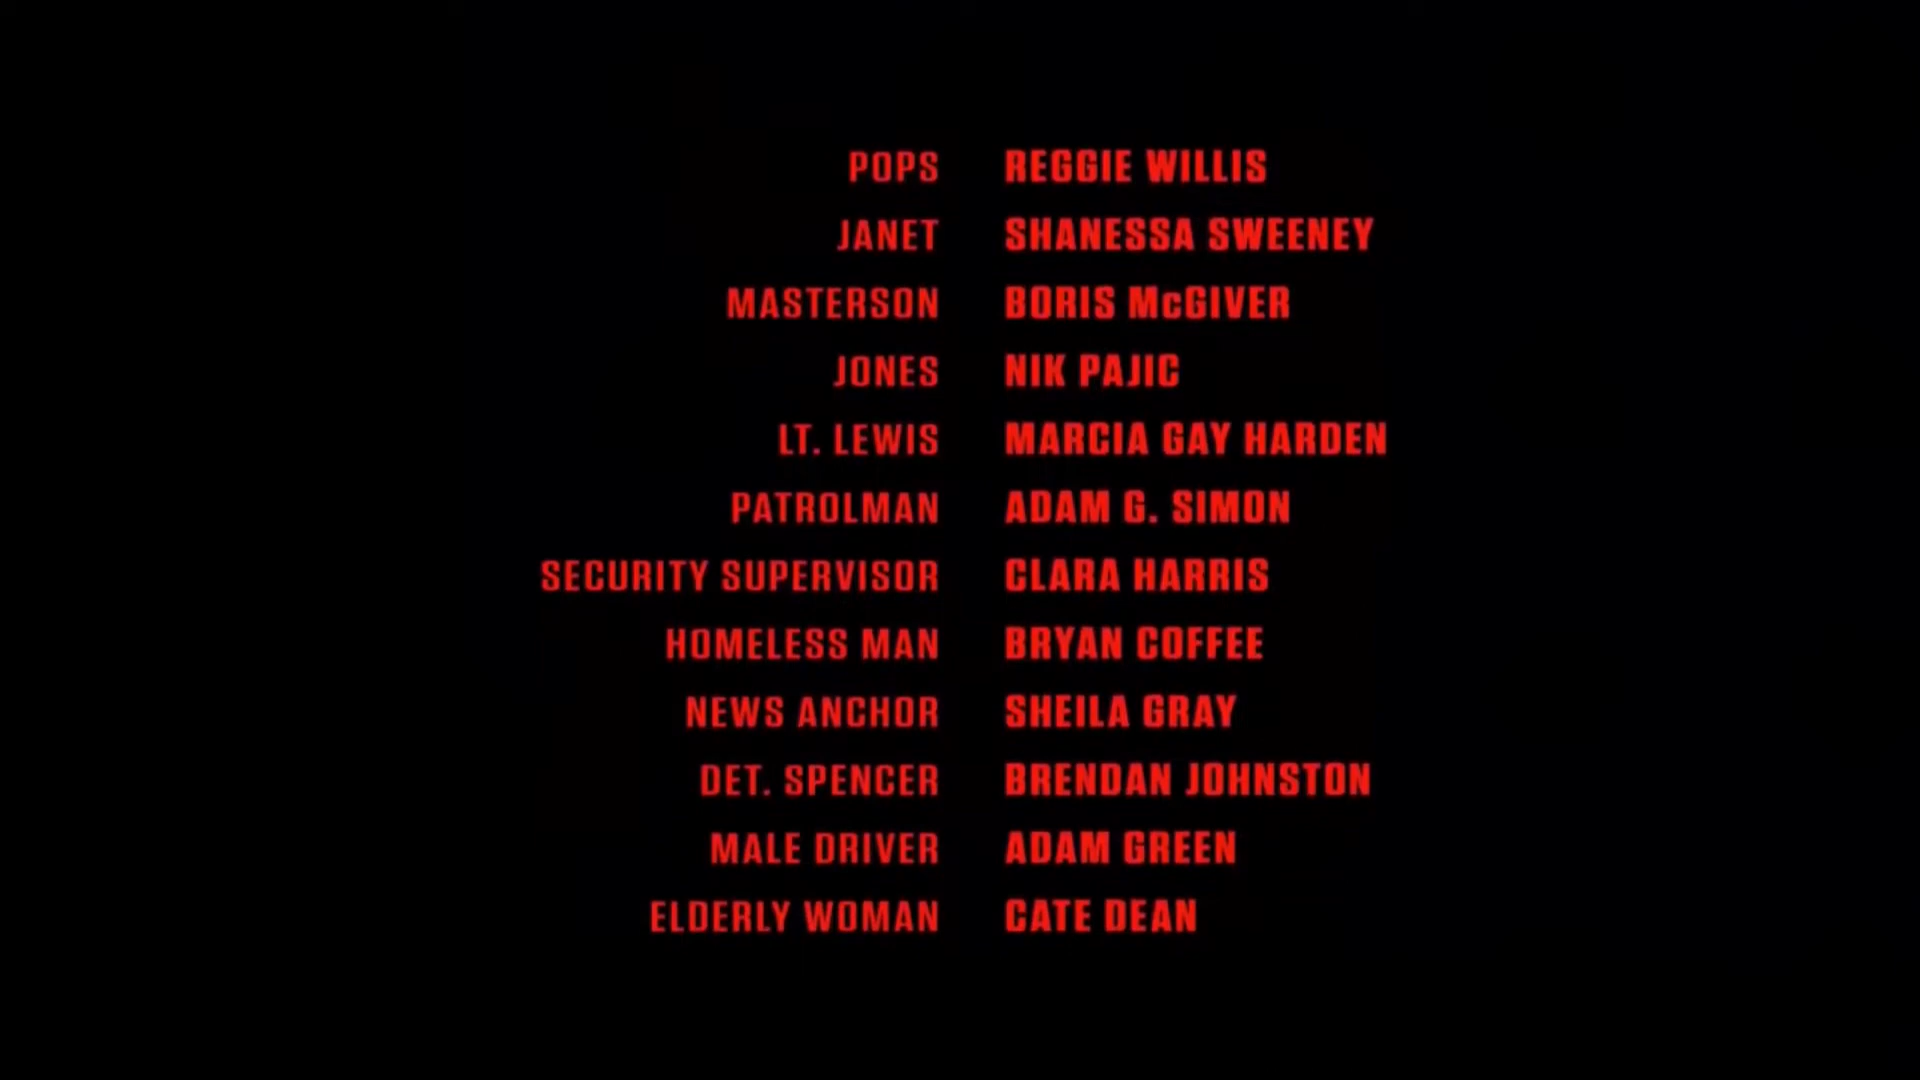 POPS REGGIE WILLIS
JANET SHANESSA SWEENEY
MASTERSON BORIS McGIVER
JONES NIK PAJIC
LT. LEWIS MARCIA GAY HARDEN
PATROLMAN ADAM G. SIMON
SECURITY SUPERVISOR CLARA HARRIS
HOMELESS MAN BRYAN COFFEE
NEWS ANCHOR SHEILA GRAY
DET. SPENCER BRENDAN JOHNSTON
MALE DRIVER ADAM GREEN
ELDERLY WOMAN CATE DEAN